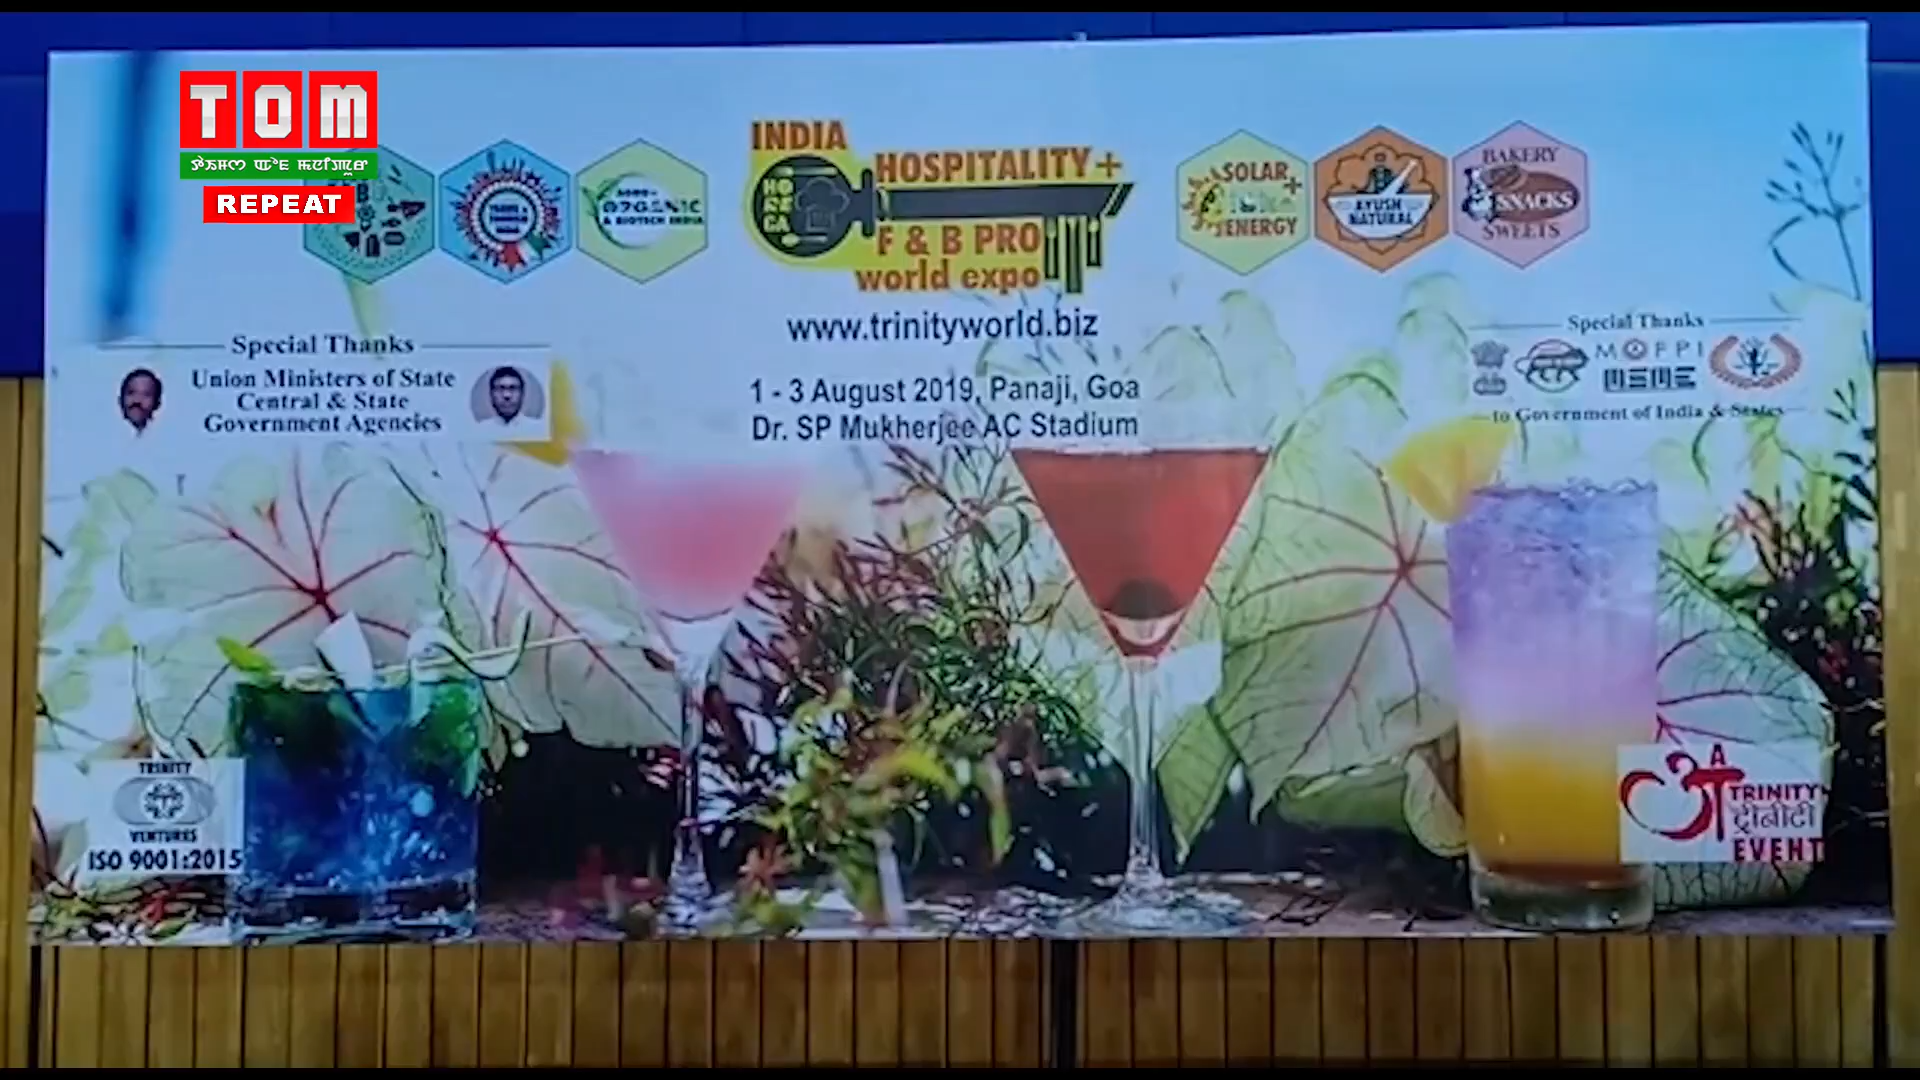 TOM
REPEAT
INDIA
HOSPITALITY+
HO
RE
CA
F & B PRO
world expo
www.trinityworld.biz
1 - 3 August 2019, Panaji, Goa
Dr. SP Mukherjee AC Stadium
& BIOTECH INDIA
SOLAR
+
ENERGY
AYUSH
NATURAL
BAKERY
SNACKS
SWEETS
Special Thanks
Union Ministers of State
Central & State
Government Agencies
Special Thanks
MOFPI
MSME
to Government of India & States
TRINITY
VENTURES
ISO 9001:2015
A
TRINITY
ट्रीनीटी
EVENT